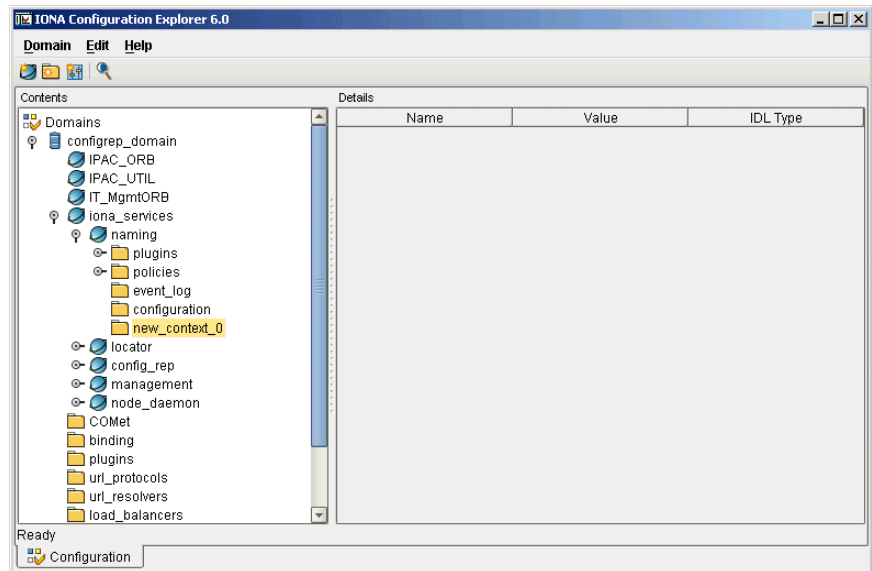 IONA Configuration Explorer 6.0
Domain Edit Help
Contents
Details
Domains
configrep_domain
IPAC_ORB
IPAC_UTIL
IT_MgmtORB
iona_services
naming
plugins
policies
event_log
configuration
new_context_0
locator
config_rep
management
node_daemon
COMet
binding
plugins
url_protocols
url_resolvers
load_balancers
Name Value IDL Type
Ready
Configuration